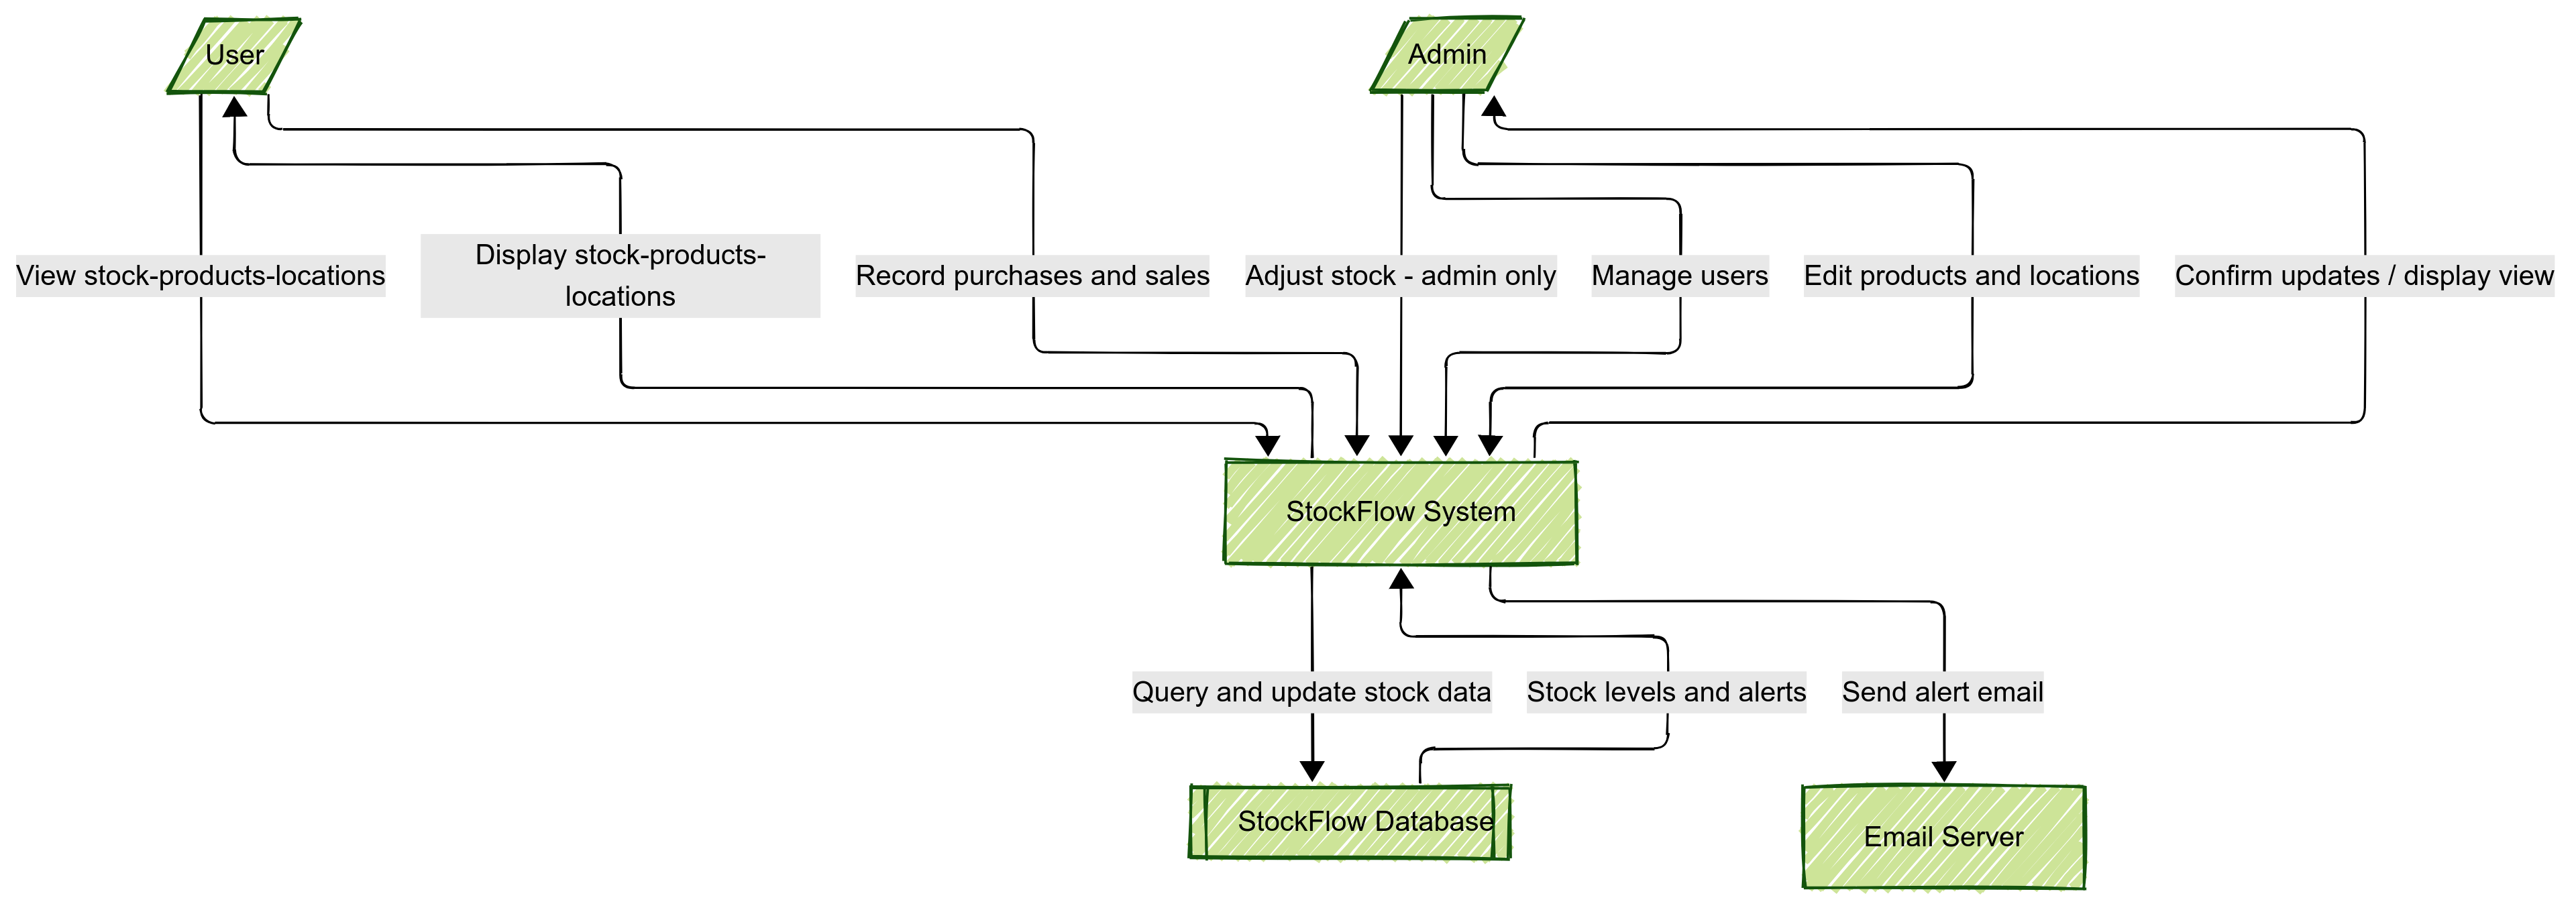 User
Admin
View stock-products-locations
Display stock-products-
locations
Record purchases and sales
Adjust stock - admin only
Manage users
Edit products and locations
Confirm updates / display view
StockFlow System
Query and update stock data
Stock levels and alerts
Send alert email
StockFlow Database
Email Server